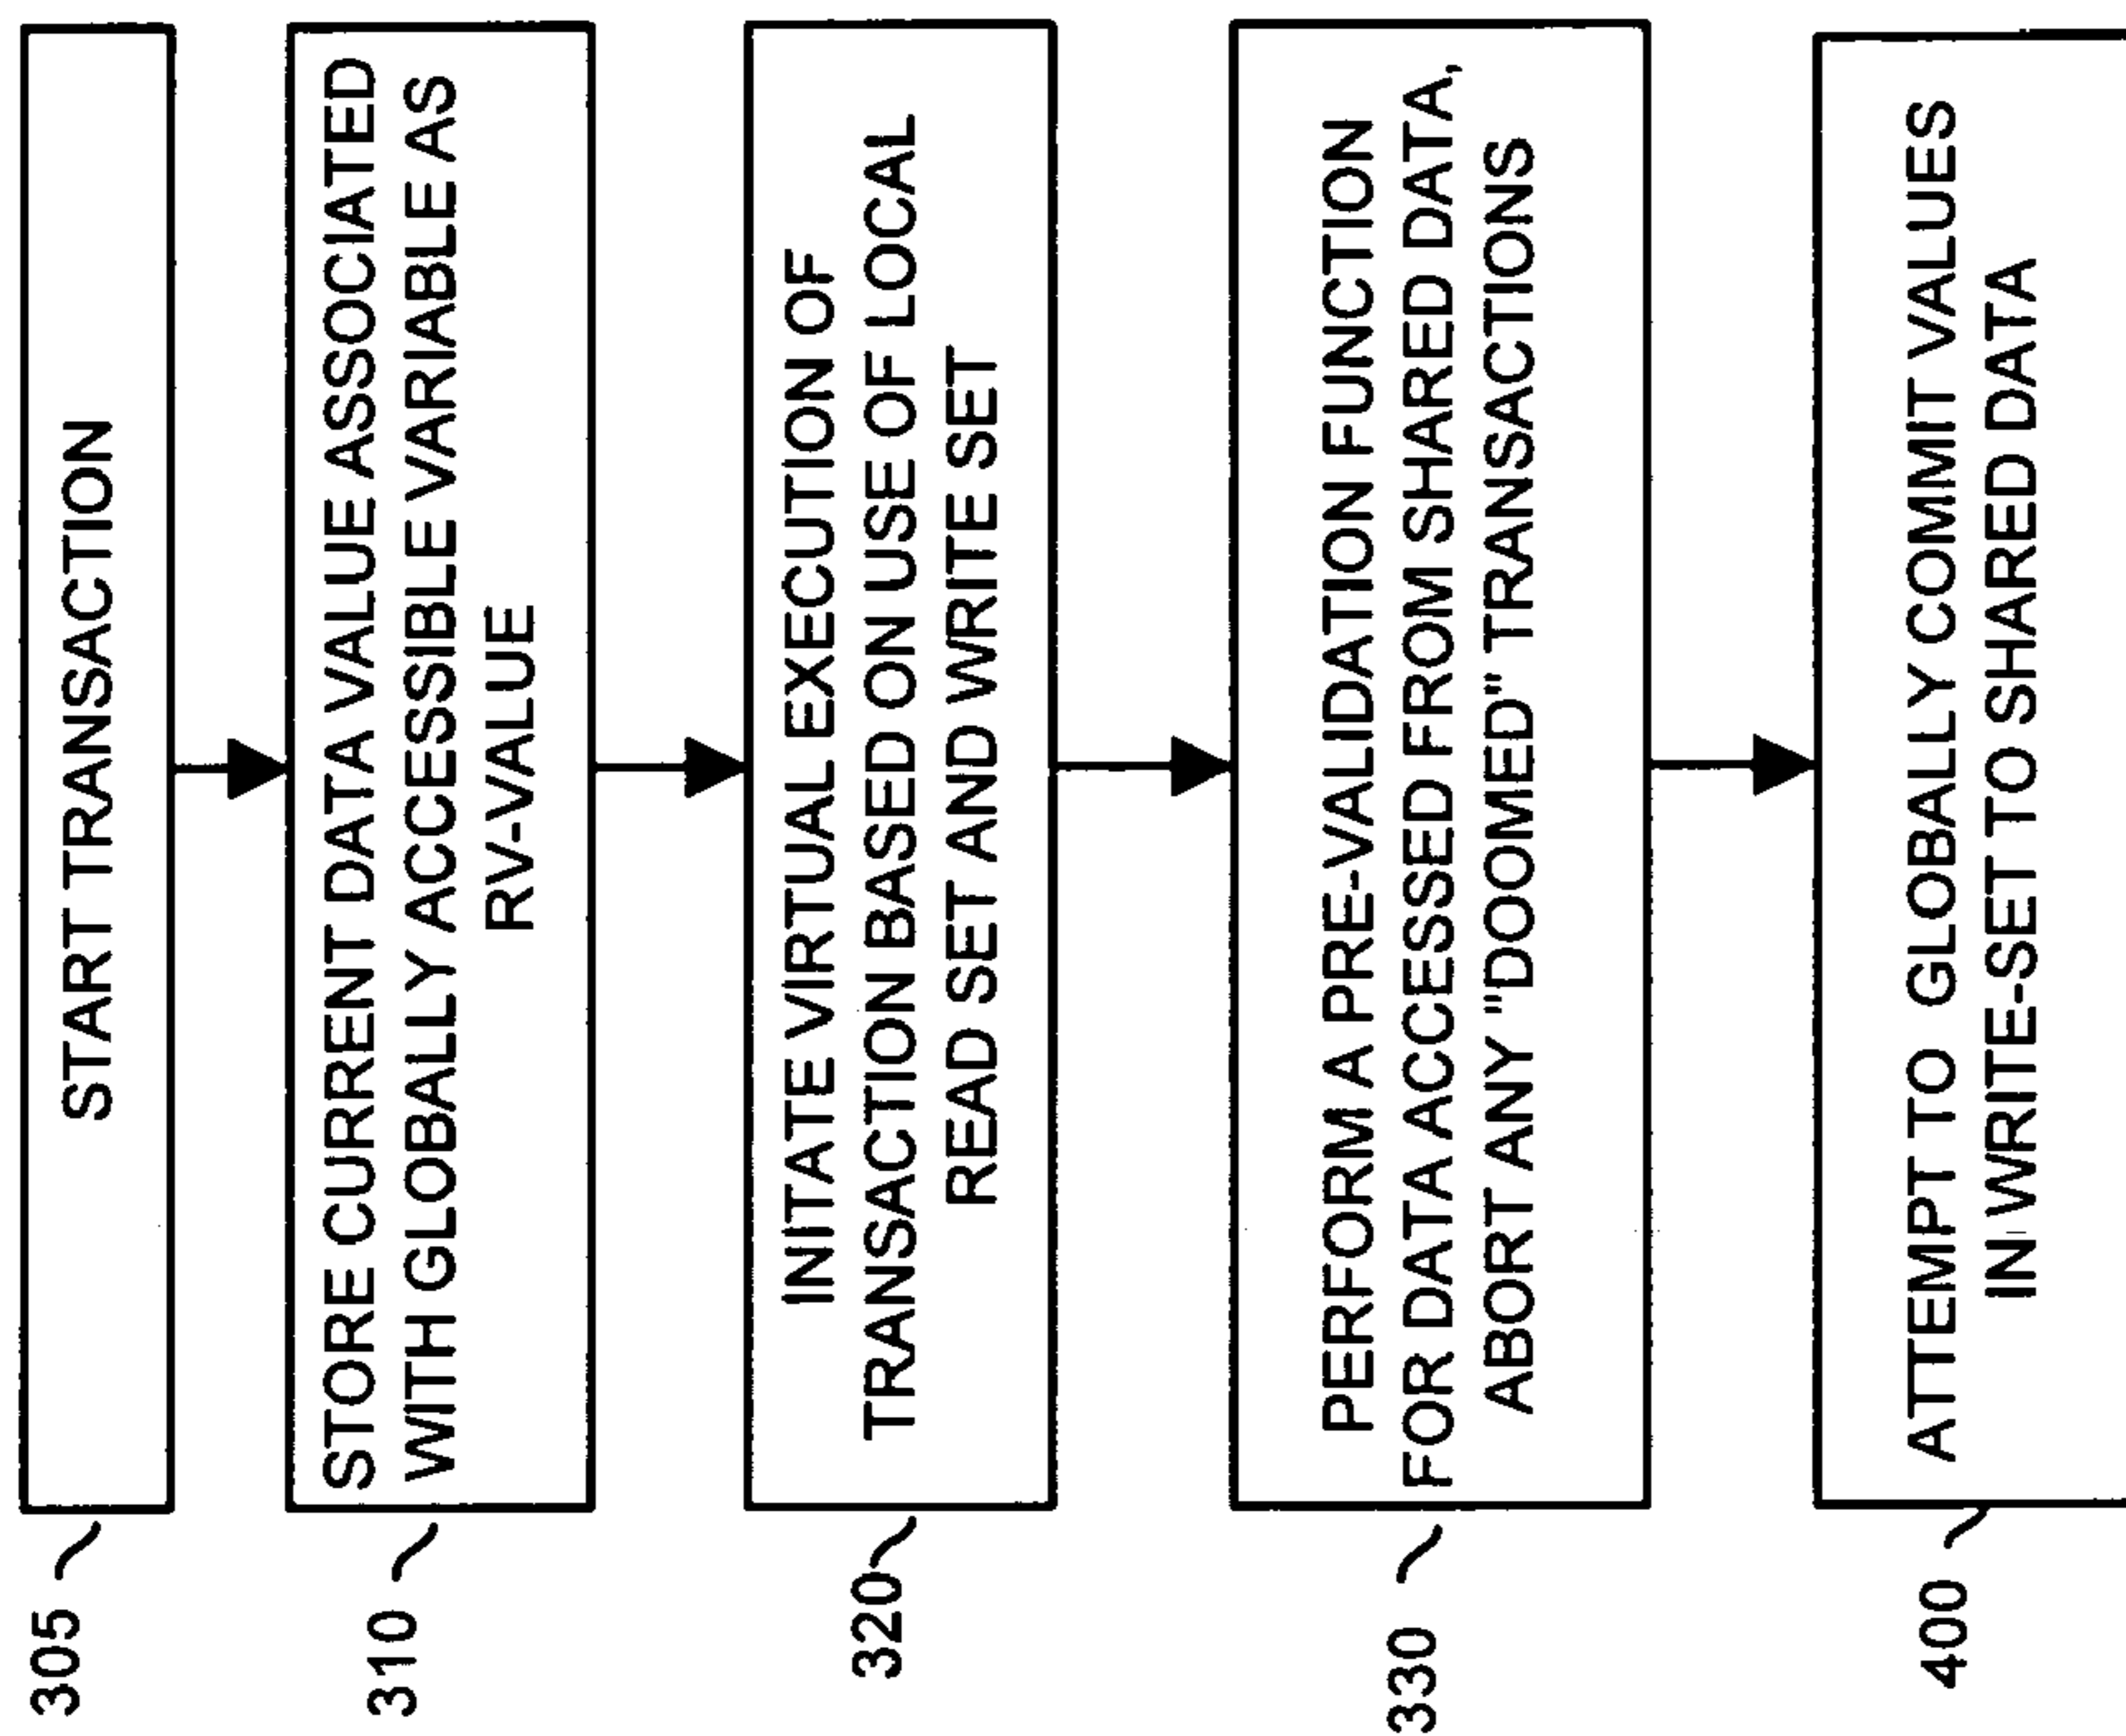 305
START TRANSACTION
310
STORE CURRENT DATA VALUE ASSOCIATED
WITH GLOBALLY ACCESSIBLE VARIABLE AS
RV-VALUE
320
INITATE VIRTUAL EXECUTION OF
TRANSACTION BASED ON USE OF LOCAL
READ SET AND WRITE SET
330
PERFORM A PRE-VALIDATION FUNCTION
FOR DATA ACCESSED FROM SHARED DATA,
ABORT ANY "DOOMED" TRANSACTIONS
400
ATTEMPT TO GLOBALLY COMMIT VALUES
IN WRITE-SET TO SHARED DATA